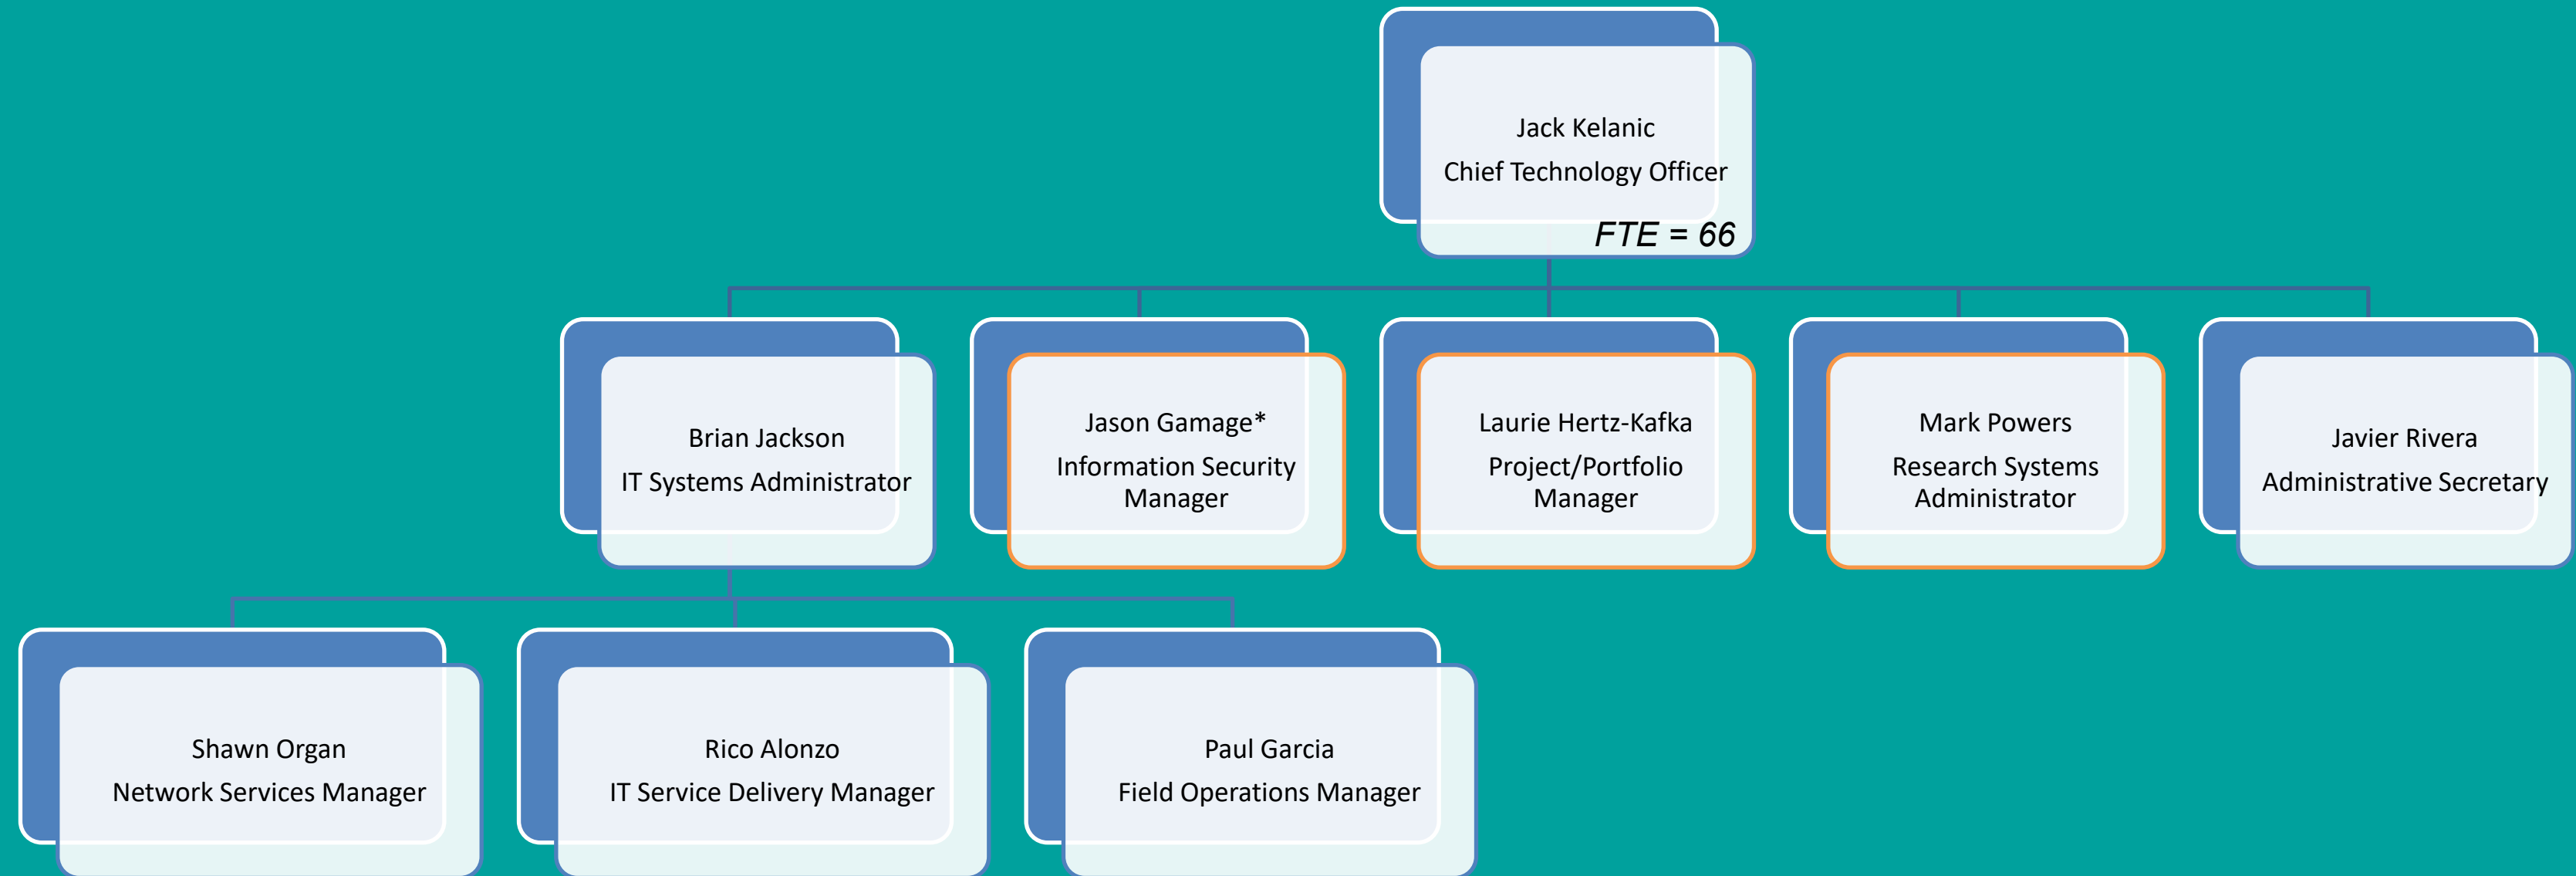 Jack Kelanic
Chief Technology Officer
FTE = 66
Brian Jackson
IT Systems Administrator
Jason Gamage*
Information Security
Manager
Laurie Hertz-Kafka
Project/Portfolio
Manager
Mark Powers
Research Systems
Administrator
Javier Rivera
Administrative Secretary
Shawn Organ
Network Services Manager
Rico Alonzo
IT Service Delivery Manager
Paul Garcia
Field Operations Manager